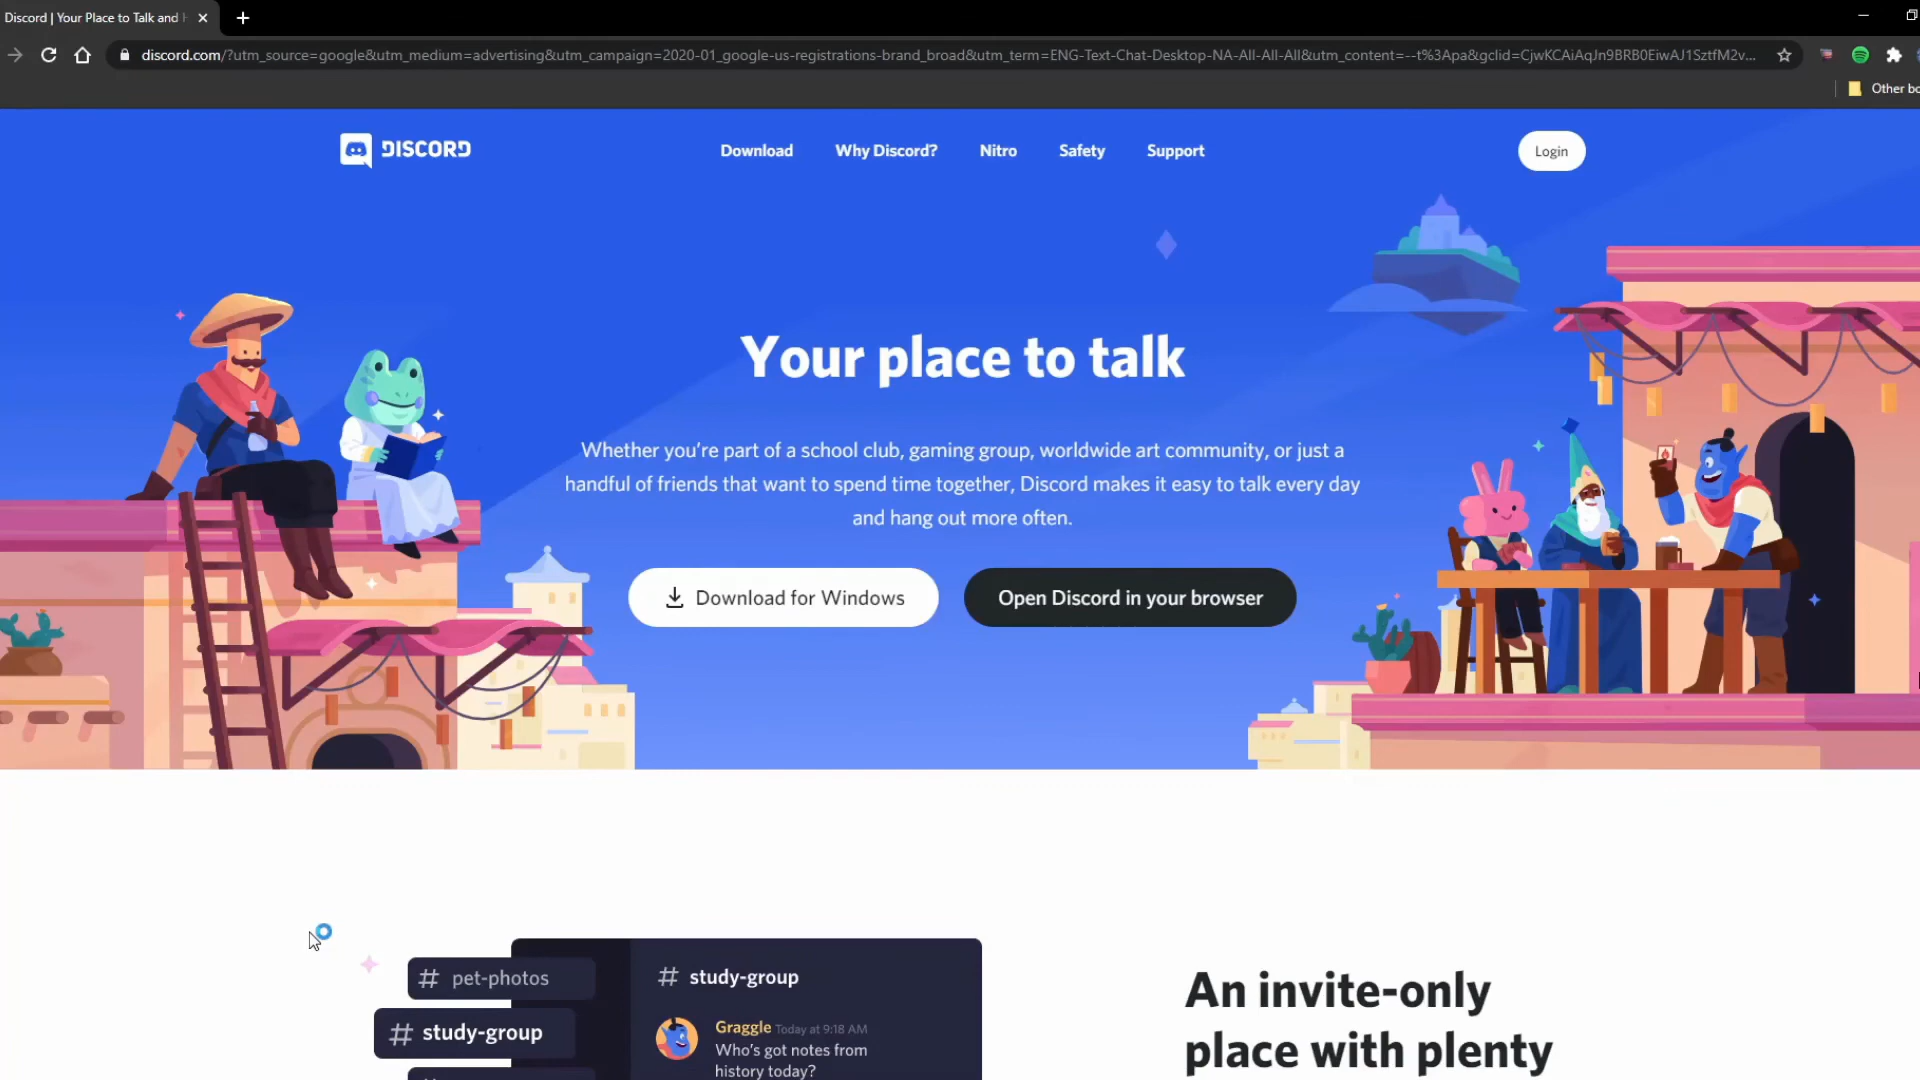 Discord | Your Place to Talk and
discord.com/?utm_source=google&utm_medium=advertising&utm_campaign=2020-01_google-us-registrations-brand_broad&utm_term=ENG-Text-Chat-Desktop-NA-All-All-All&utm_content=--t%3Apa&gclid=CjwKCAiAqJn9BRB0EiwAJ1SztfM2v...
Other bo
DISCORD
Download
Why Discord?
Nitro
Safety
Support
Login
Your place to talk
Whether you’re part of a school club, gaming group, worldwide art community, or just a
handful of friends that want to spend time together, Discord makes it easy to talk every day
and hang out more often.
Download for Windows
Open Discord in your browser
# pet-photos
# study-group
# study-group
Graggle Today at 9:18 AM
Who’s got notes from
history today?
An invite-only
place with plenty